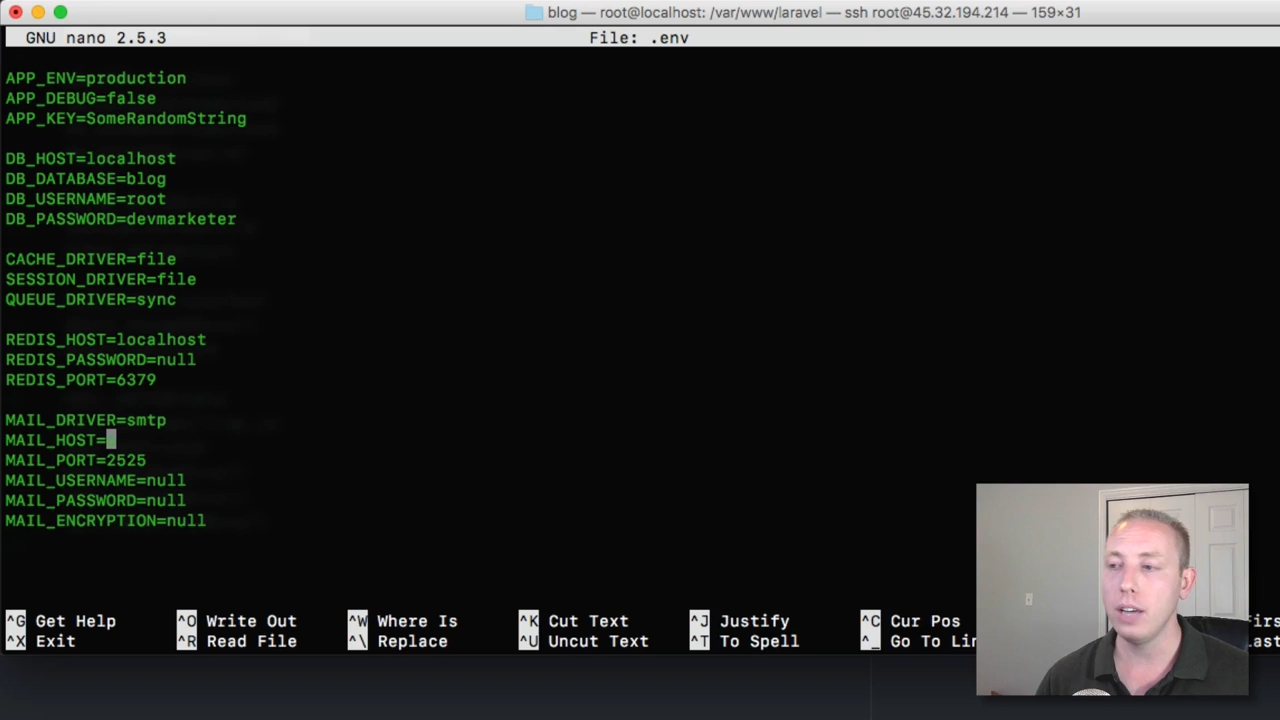 blog — root@localhost: /var/www/laravel — ssh root@45.32.194.214 — 159×31
GNU nano 2.5.3 File: .env
APP_ENV=production
APP_DEBUG=false
APP_KEY=SomeRandomString
DB_HOST=localhost
DB_DATABASE=blog
DB_USERNAME=root
DB_PASSWORD=devmarketer
CACHE_DRIVER=file
SESSION_DRIVER=file
QUEUE_DRIVER=sync
REDIS_HOST=localhost
REDIS_PASSWORD=null
REDIS_PORT=6379
MAIL_DRIVER=smtp
MAIL_HOST=
MAIL_PORT=2525
MAIL_USERNAME=null
MAIL_PASSWORD=null
MAIL_ENCRYPTION=null
^G Get Help ^O Write Out ^W Where Is ^K Cut Text ^J Justify ^C Cur Pos
^X Exit ^R Read File ^\ Replace ^U Uncut Text ^T To Spell ^_ Go To